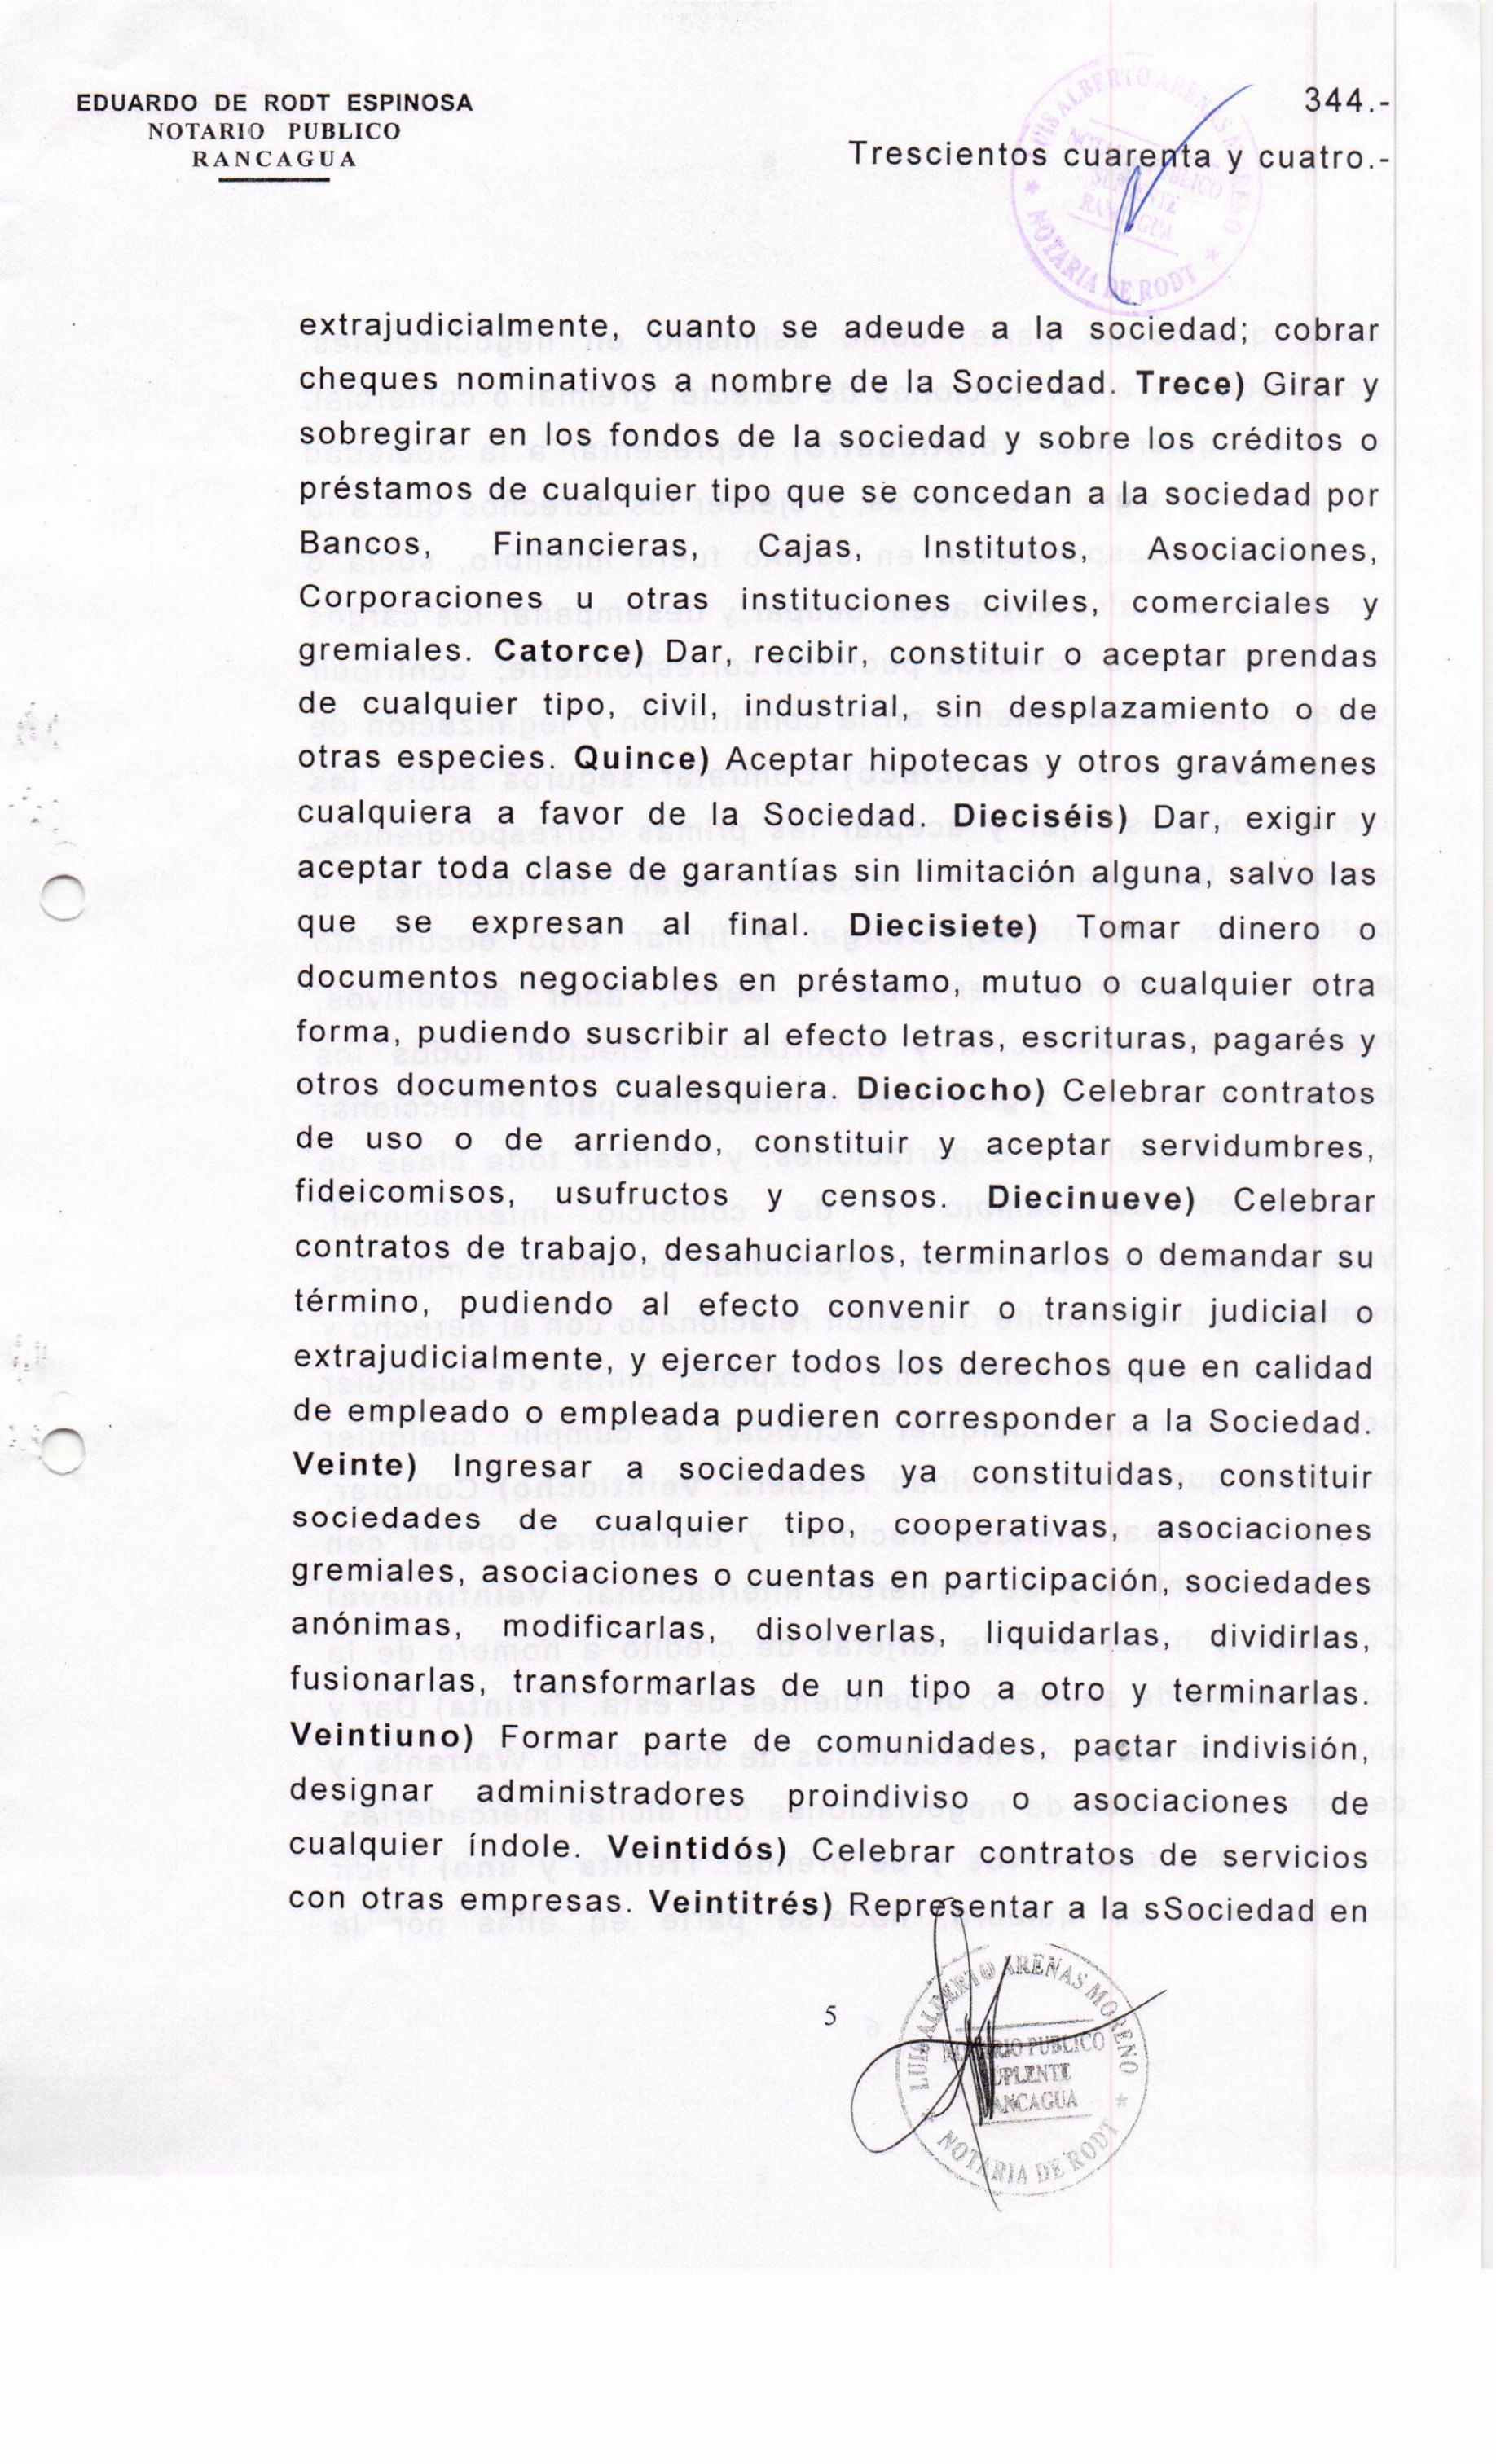 EDUARDO DE RODT ESPINOSA
NOTARIO PUBLICO
RANCAGUA
344.-
Trescientos cuarenta y cuatro.-
LUIS ALBERTO ARENAS MORENO
NOTARIO PUBLICO
SUPLENTE
RANCAGUA
NOTARIA DE RODT
extrajudicialmente, cuanto se adeude a la sociedad; cobrar
cheques nominativos a nombre de la Sociedad. Trece) Girar y
sobregirar en los fondos de la sociedad y sobre los créditos o
préstamos de cualquier tipo que se concedan a la sociedad por
Bancos, Financieras, Cajas, Institutos, Asociaciones,
Corporaciones u otras instituciones civiles, comerciales y
gremiales. Catorce) Dar, recibir, constituir o aceptar prendas
de cualquier tipo, civil, industrial, sin desplazamiento o de
otras especies. Quince) Aceptar hipotecas y otros gravámenes
cualquiera a favor de la Sociedad. Dieciséis) Dar, exigir y
aceptar toda clase de garantías sin limitación alguna, salvo las
que se expresan al final. Diecisiete) Tomar dinero o
documentos negociables en préstamo, mutuo o cualquier otra
forma, pudiendo suscribir al efecto letras, escrituras, pagarés y
otros documentos cualesquiera. Dieciocho) Celebrar contratos
de uso o de arriendo, constituir y aceptar servidumbres,
fideicomisos, usufructos y censos. Diecinueve) Celebrar
contratos de trabajo, desahuciarlos, terminarlos o demandar su
término, pudiendo al efecto convenir o transigir judicial o
extrajudicialmente, y ejercer todos los derechos que en calidad
de empleado o empleada pudieren corresponder a la Sociedad.
Veinte) Ingresar a sociedades ya constituidas, constituir
sociedades de cualquier tipo, cooperativas, asociaciones
gremiales, asociaciones o cuentas en participación, sociedades
anónimas, modificarlas, disolverlas, liquidarlas, dividirlas,
fusionarlas, transformarlas de un tipo a otro y terminarlas.
Veintiuno) Formar parte de comunidades, pactar indivisión,
designar administradores proindiviso o asociaciones de
cualquier índole. Veintidós) Celebrar contratos de servicios
con otras empresas. Veintitrés) Representar a la sSociedad en
5
LUIS ALBERTO ARENAS MORENO
NOTARIO PUBLICO
SUPLENTE
RANCAGUA
NOTARIA DE RODT